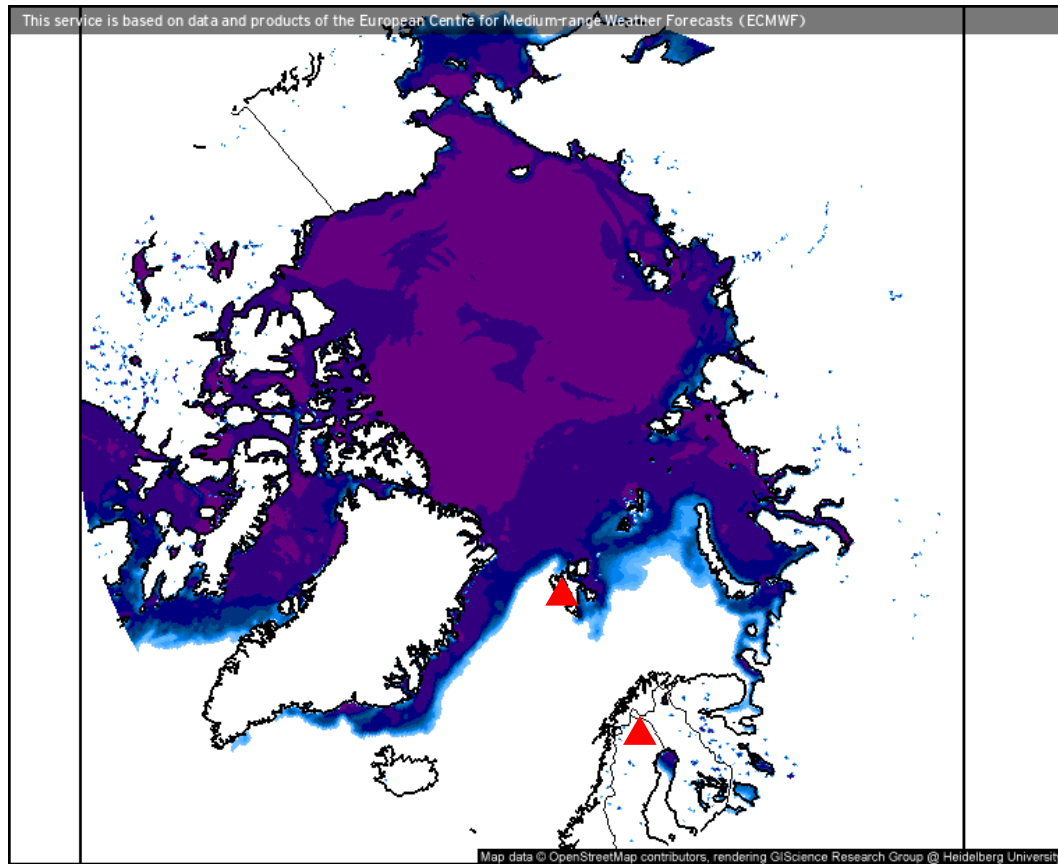 This service is based on data and products of the European Centre for Medium-range Weather Forecasts (ECMWF)
Map data © OpenStreetMap contributors, rendering GIScience Research Group @ Heidelberg Universit